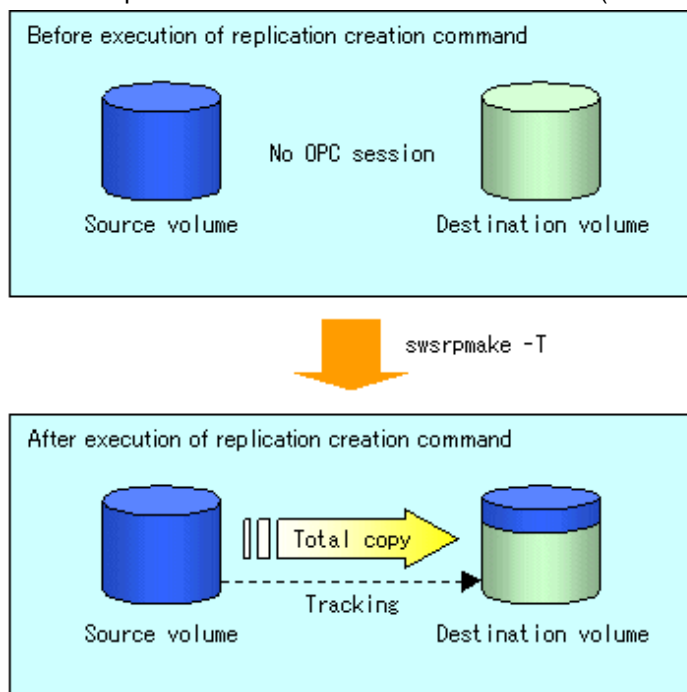 Before execution of replication creation command
No OPC session
Source volume
Destination volume
swsrpmake -T
After execution of replication creation command
Total copy
Tracking
Source volume
Destination volume